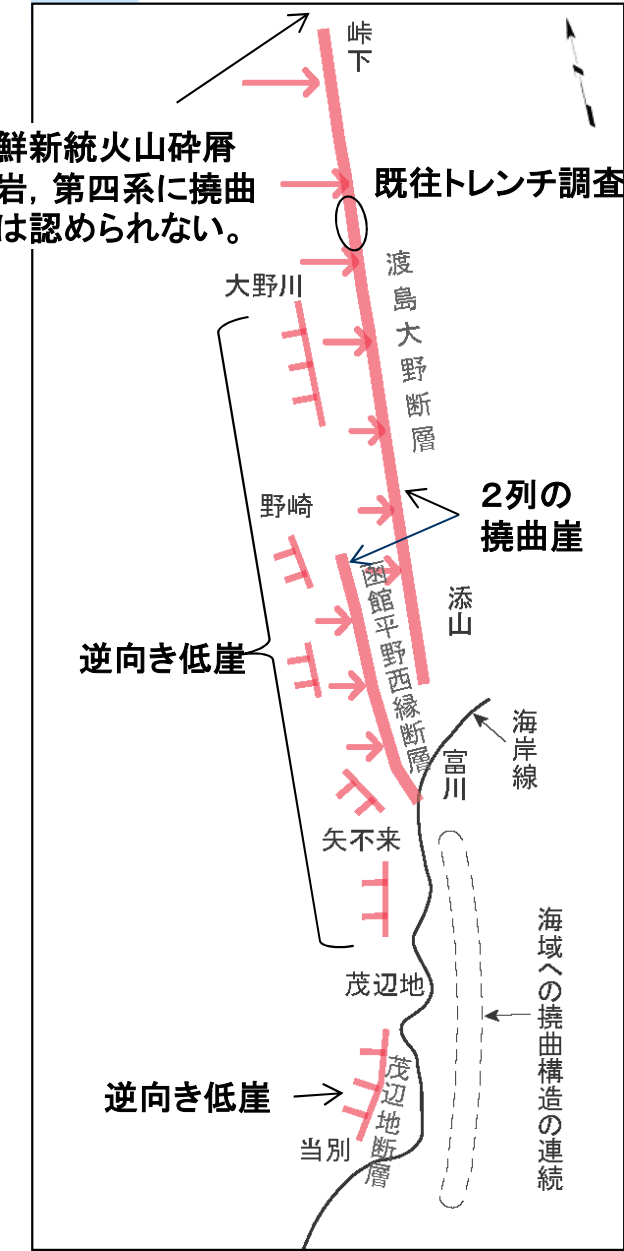 峠下
鮮新統火山砕屑
岩，第四系に撓曲
は認められない。
既往トレンチ調査
渡島大野断層
大野川
２列の
撓曲崖
野崎
函館平野西縁断層
添山
逆向き低崖
海岸線
富川
矢不来
海域への撓曲構造の連続
茂辺地
逆向き低崖
茂辺地断層
当別